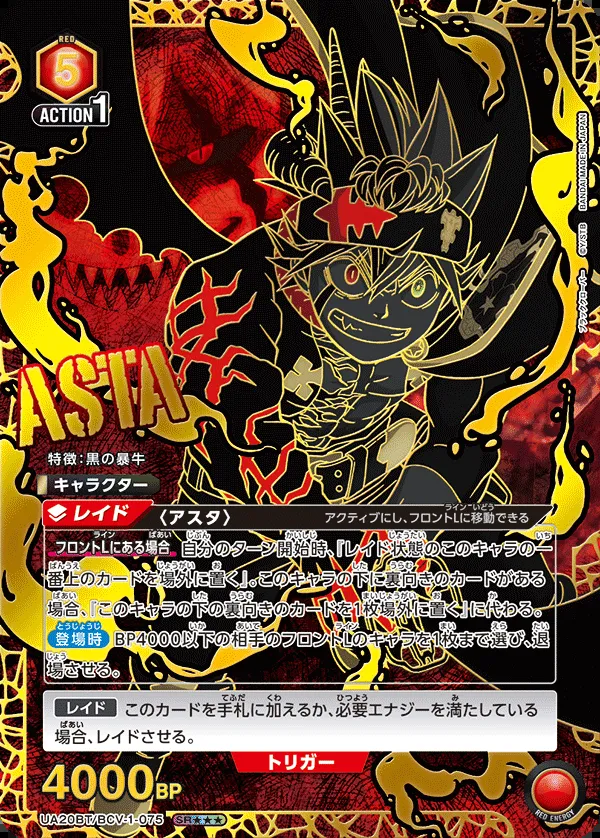 RED
5
ACTION 1
BANDAI MADE IN JAPAN
©Y/STB
ブラッククローバー
ASTA
特徴:黒の暴牛
キャラクター
レイド 〈アスタ〉 アクティブにし、フロントLに移動できる
フロントLにある場合 自分のターン開始時、『レイド状態のこのキャラの一
番上のカードを場外に置く』。このキャラの下に裏向きのカードがある
場合、『このキャラの下の裏向きのカードを1枚場外に置く』に代わる。
登場時 BP4000以下の相手のフロントLのキャラを1枚まで選び、退
場させる。
レイド このカードを手札に加えるか、必要エナジーを満たしている
場合、レイドさせる。
トリガー
4000BP
UA20BT/BCV-1-075 SR★★★
RED ENERGY